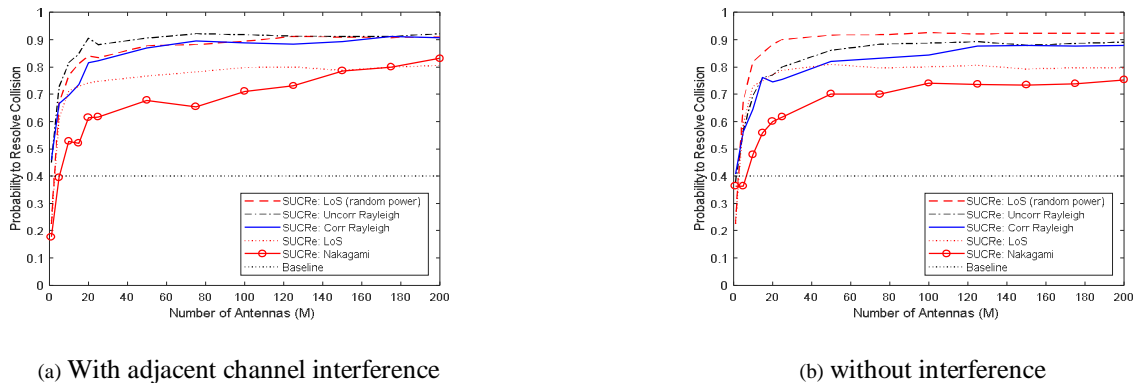 1
0.9
0.8
0.7
0.6
0.5
0.4
0.3
0.2
0.1
0
Probability to Resolve Collision
SUCRe: LoS (random power)
SUCRe: Uncorr Rayleigh
SUCRe: Corr Rayleigh
SUCRe: LoS
SUCRe: Nakagami
Baseline
0 20 40 60 80 100 120 140 160 180 200
Number of Antennas (M)
(a) With adjacent channel interference
1
0.9
0.8
0.7
0.6
0.5
0.4
0.3
0.2
0.1
0
Probability to Resolve Collision
SUCRe: LoS (random power)
SUCRe: Uncorr Rayleigh
SUCRe: Corr Rayleigh
SUCRe: LoS
SUCRe: Nakagami
Baseline
0 20 40 60 80 100 120 140 160 180 200
Number of Antennas (M)
(b) without interference